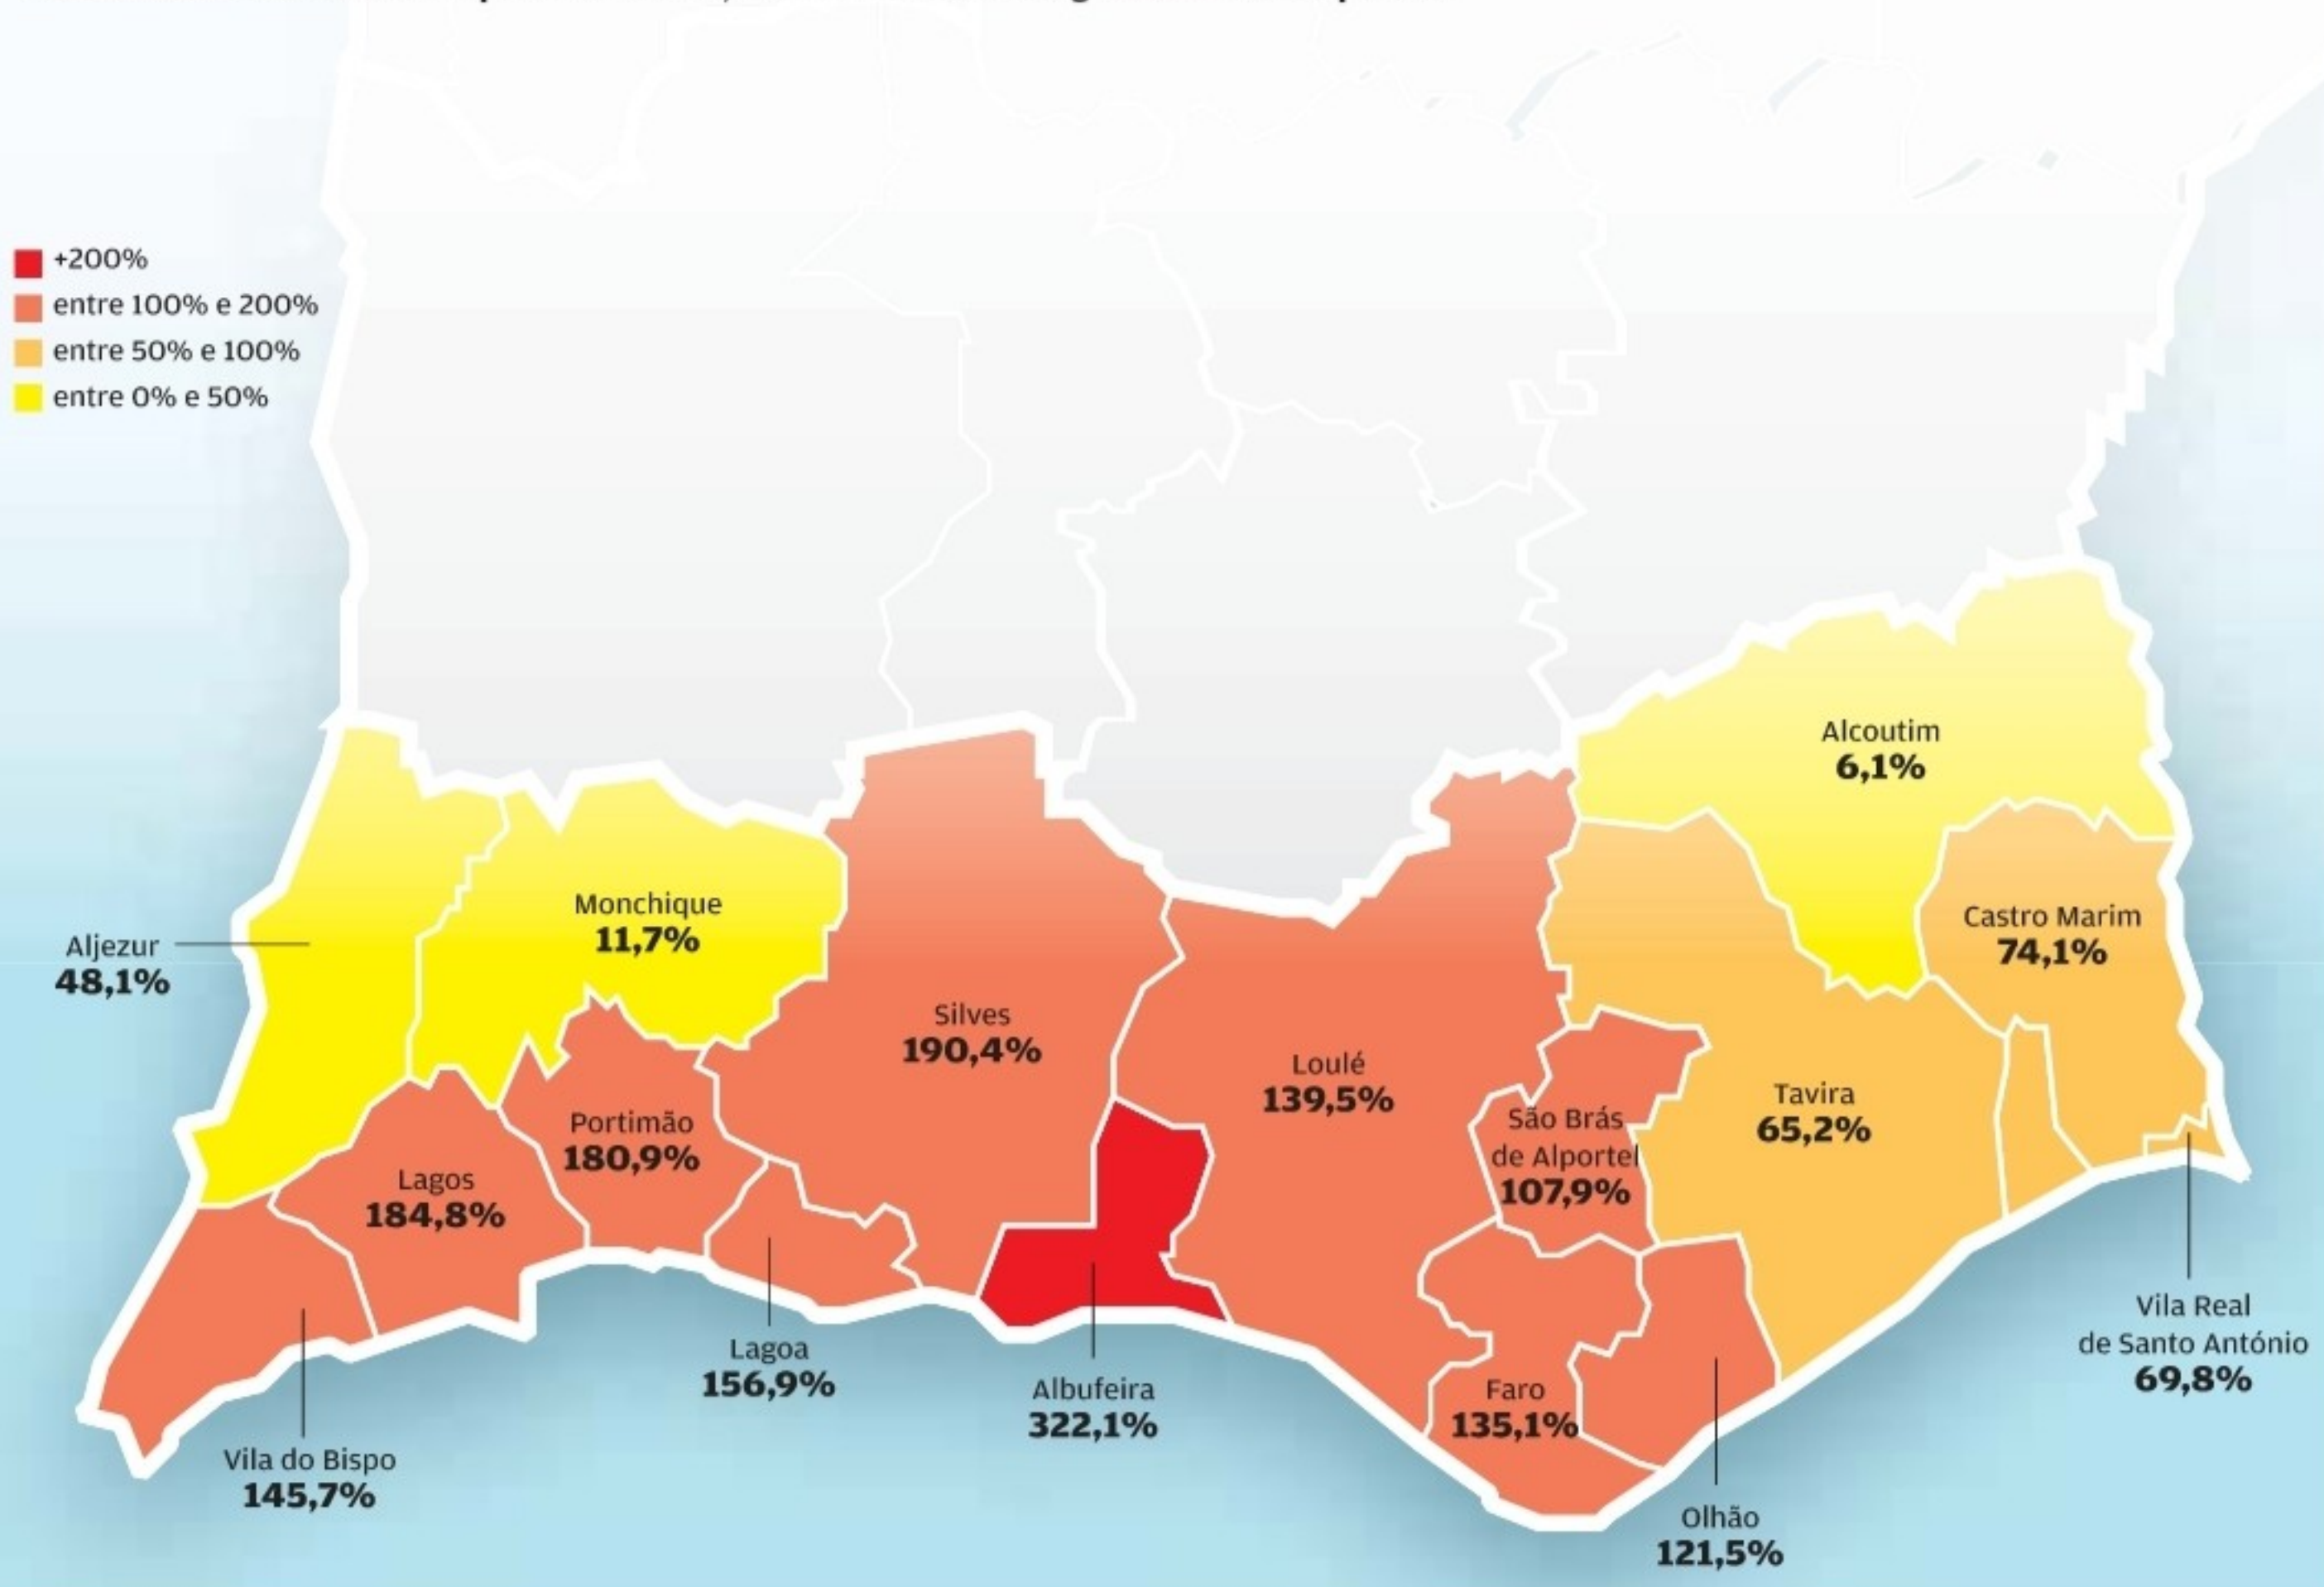 +200%
entre 100% e 200%
entre 50% e 100%
entre 0% e 50%
Alcoutim
6,1%
Monchique
11,7%
Castro Marim
74,1%
Aljezur
48,1%
Silves
190,4%
Loulé
139,5%
Tavira
65,2%
Portimão
180,9%
São Brás
de Alportel
107,9%
Lagos
184,8%
Vila Real
de Santo António
69,8%
Lagoa
156,9%
Albufeira
322,1%
Faro
135,1%
Vila do Bispo
145,7%
Olhão
121,5%